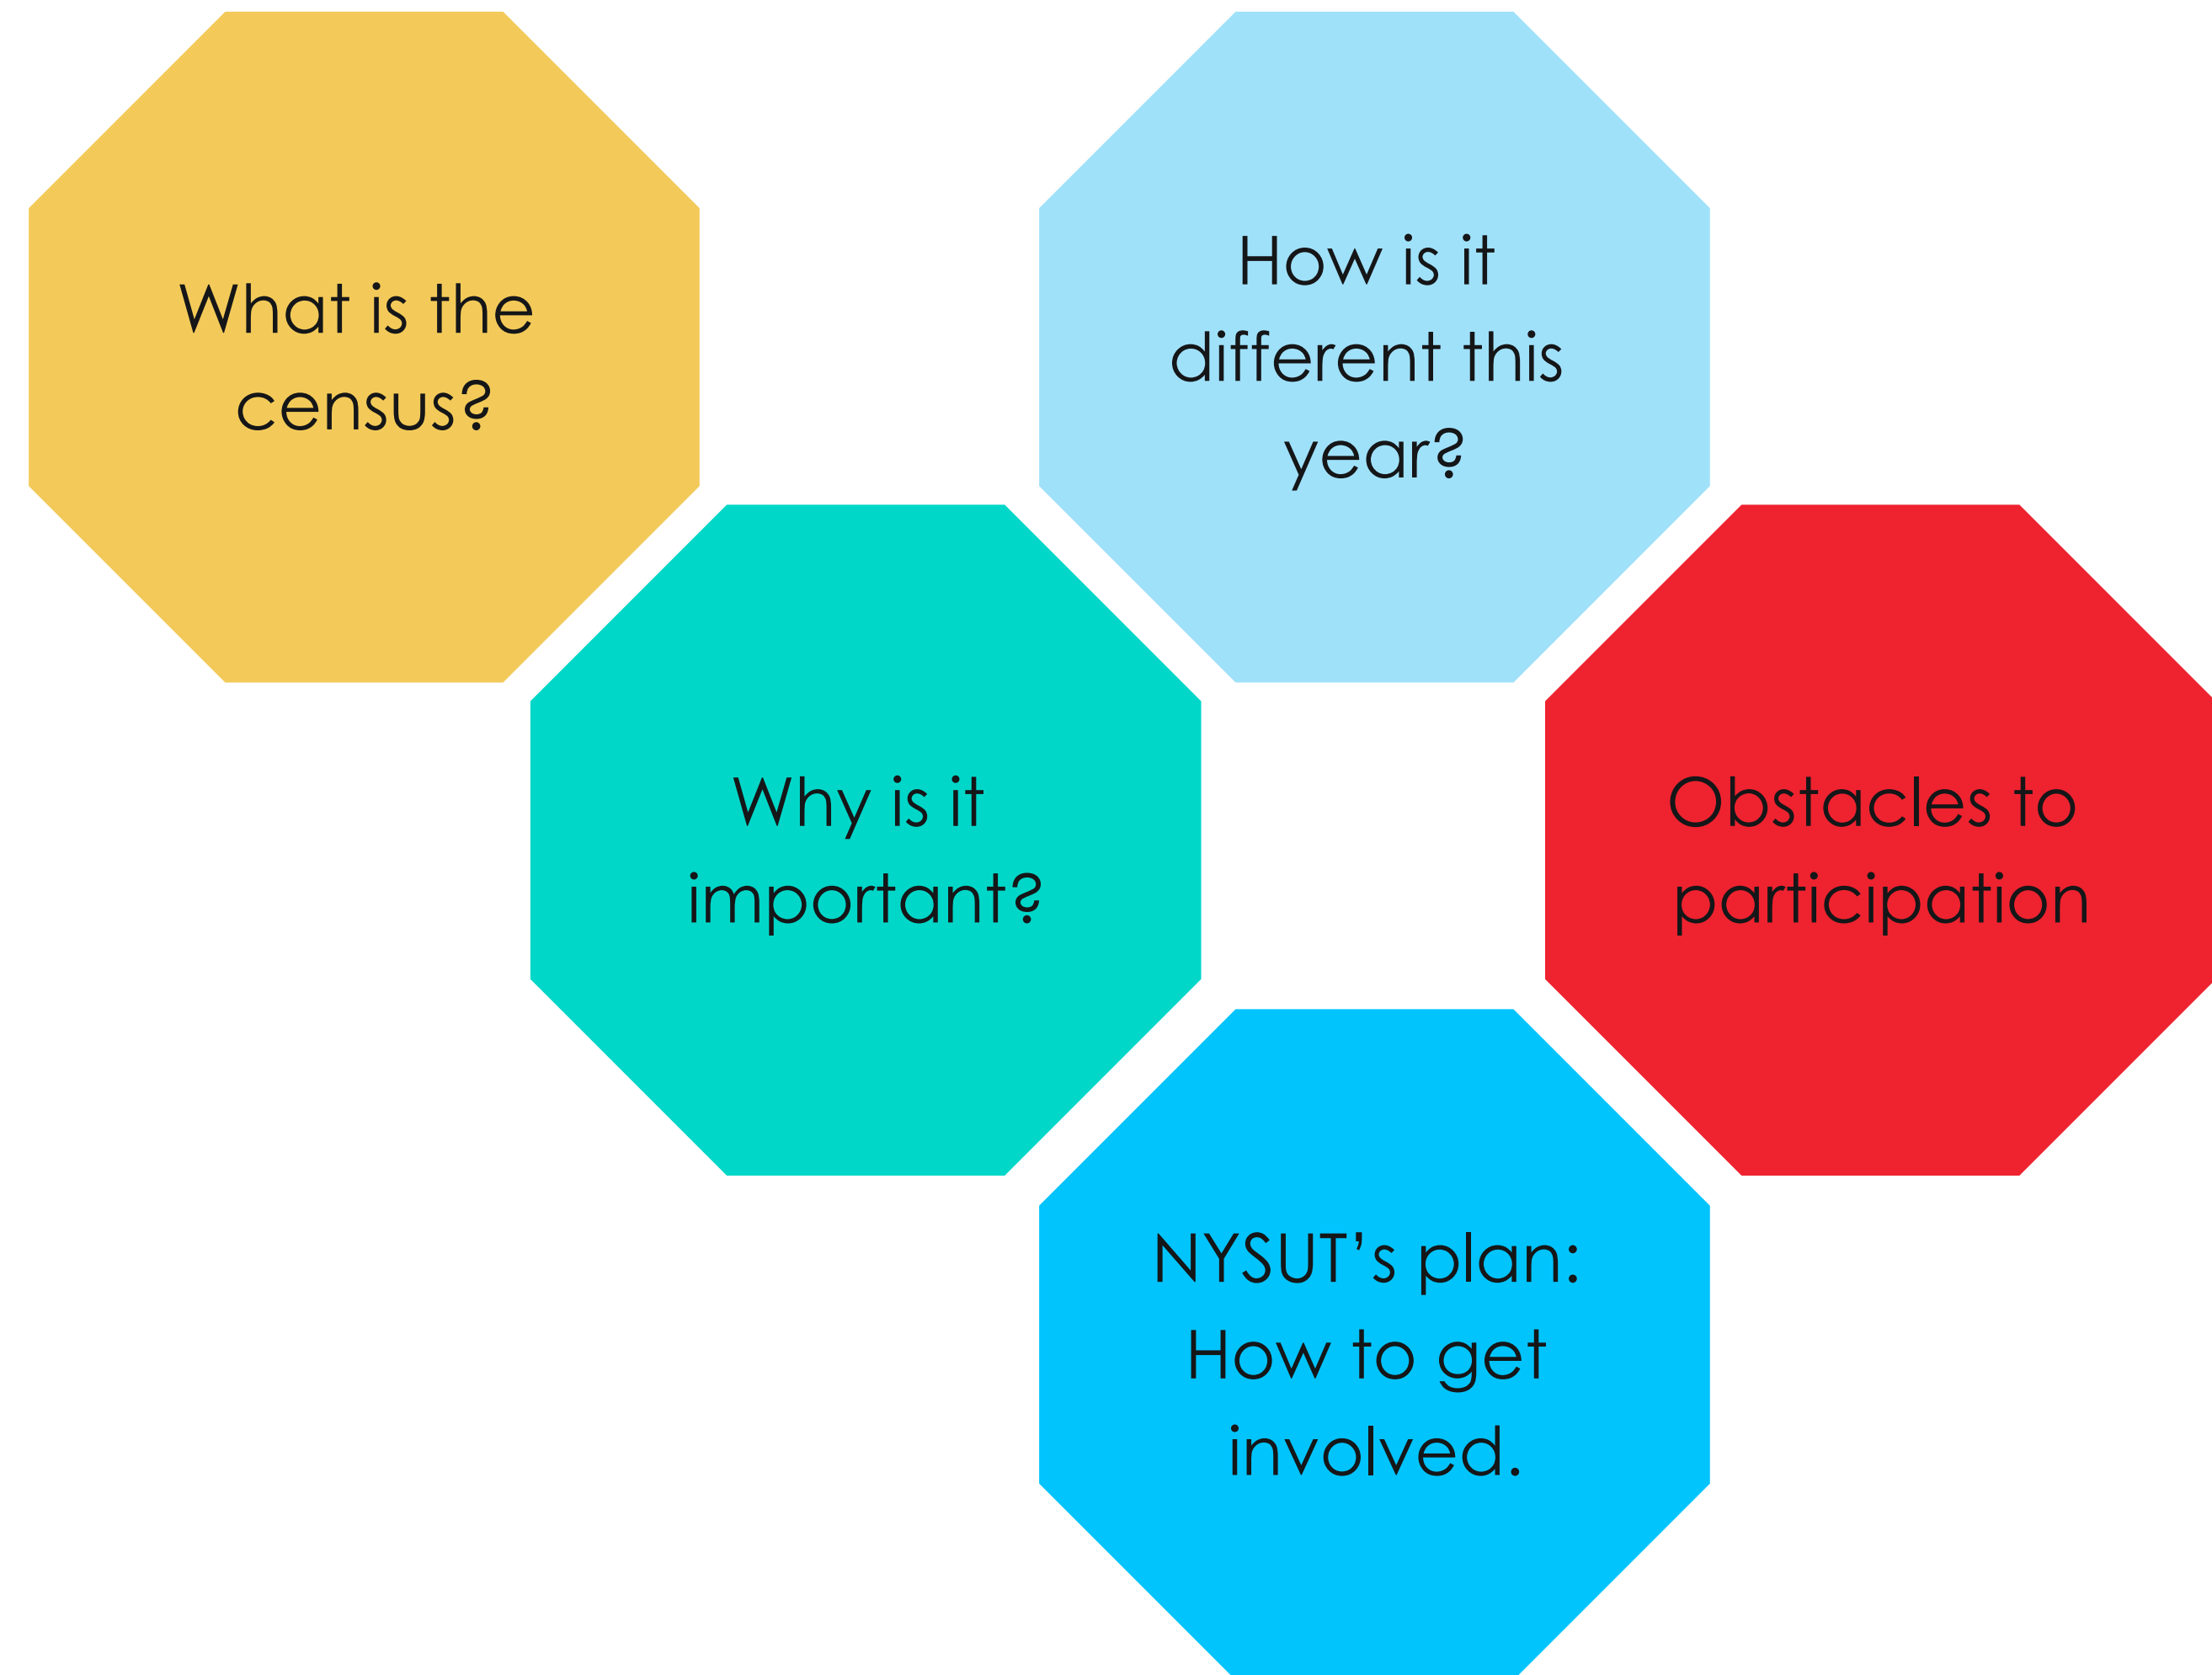 What is the
census?
How is it
different this
year?
Why is it
important?
Obstacles to
participation
NYSUT's plan:
How to get
involved.